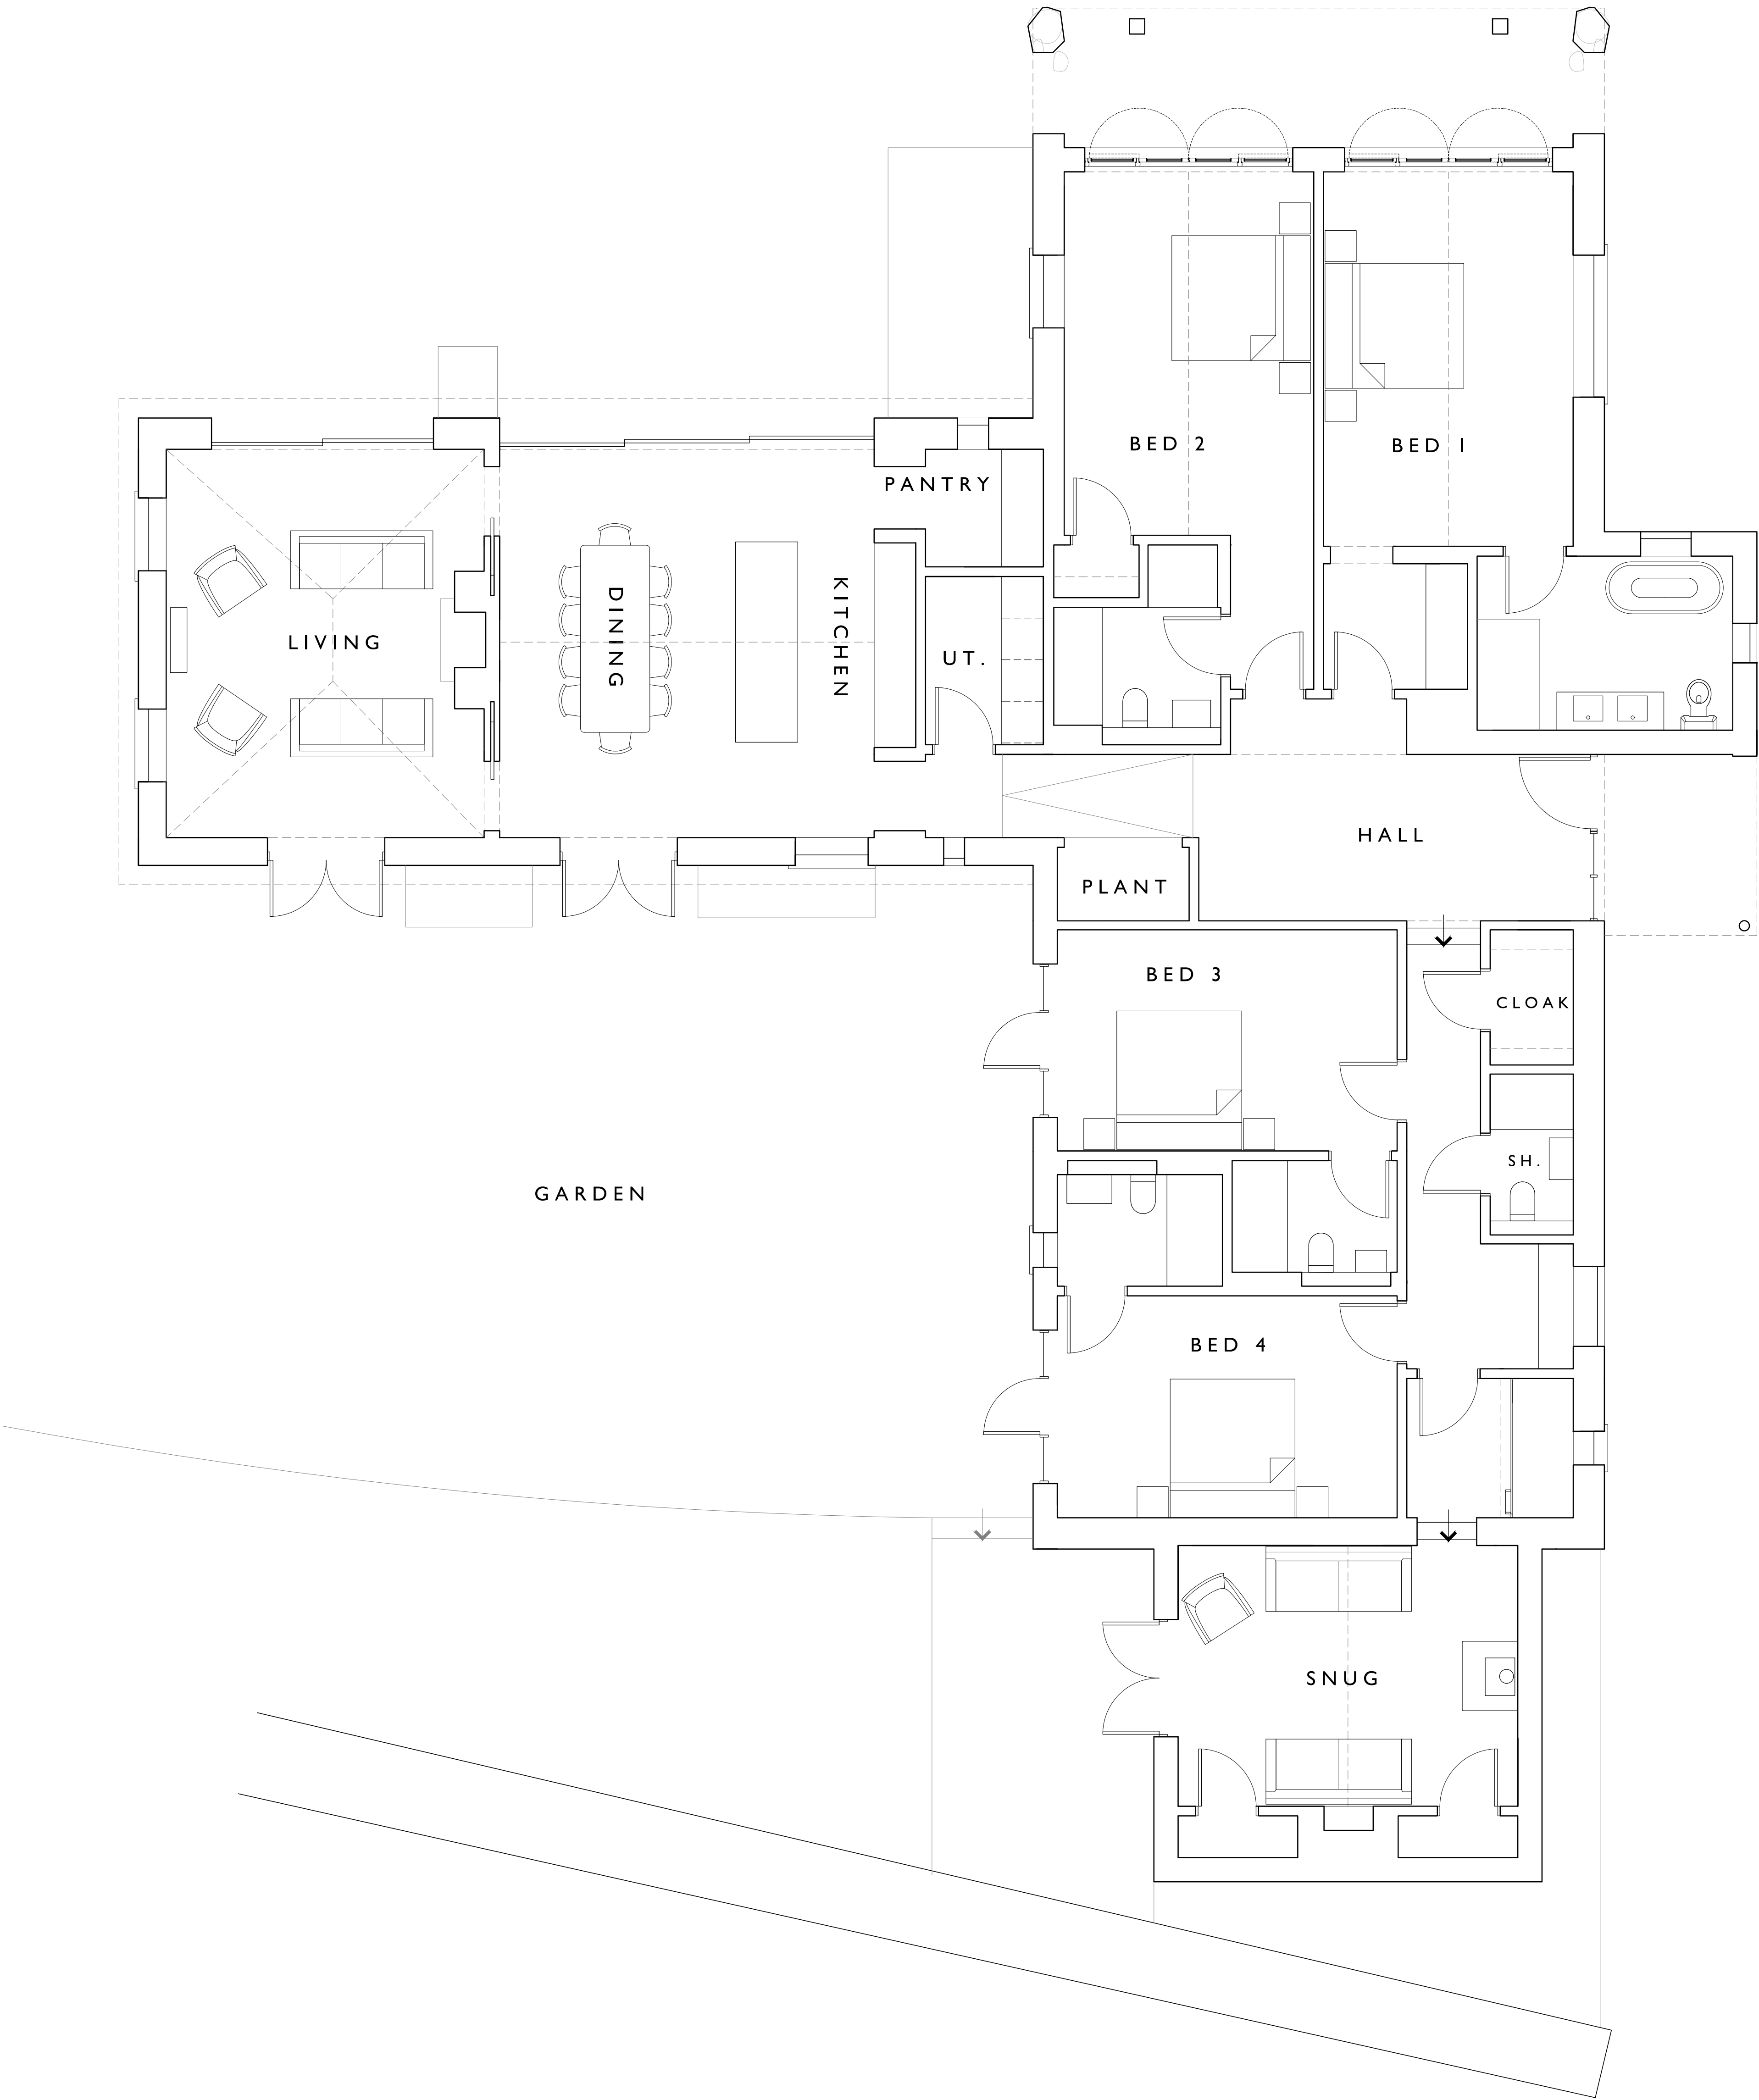 BED 2
BED 1
PANTRY
LIVING
DINING
KITCHEN
UT.
HALL
PLANT
BED 3
CLOAK
SH.
GARDEN
BED 4
SNUG